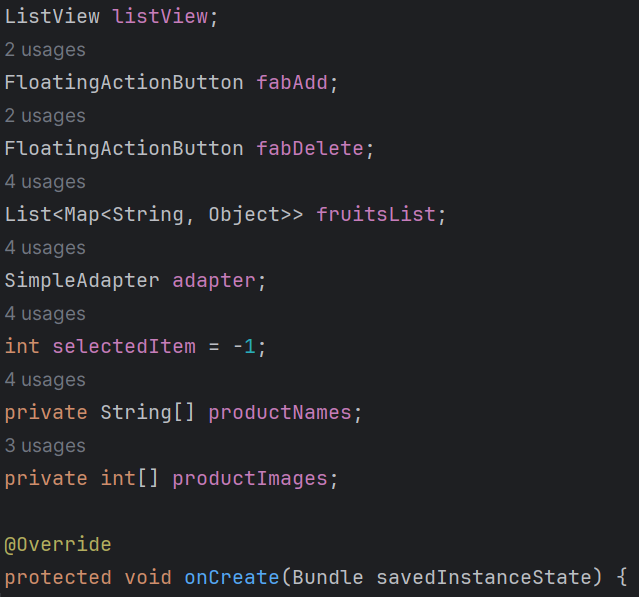 ListView listView;
2 usages
FloatingActionButton fabAdd;
2 usages
FloatingActionButton fabDelete;
4 usages
List<Map<String, Object>> fruitsList;
4 usages
SimpleAdapter adapter;
4 usages
int selectedItem = -1;
4 usages
private String[] productNames;
3 usages
private int[] productImages;
@Override
protected void onCreate(Bundle savedInstanceState) {